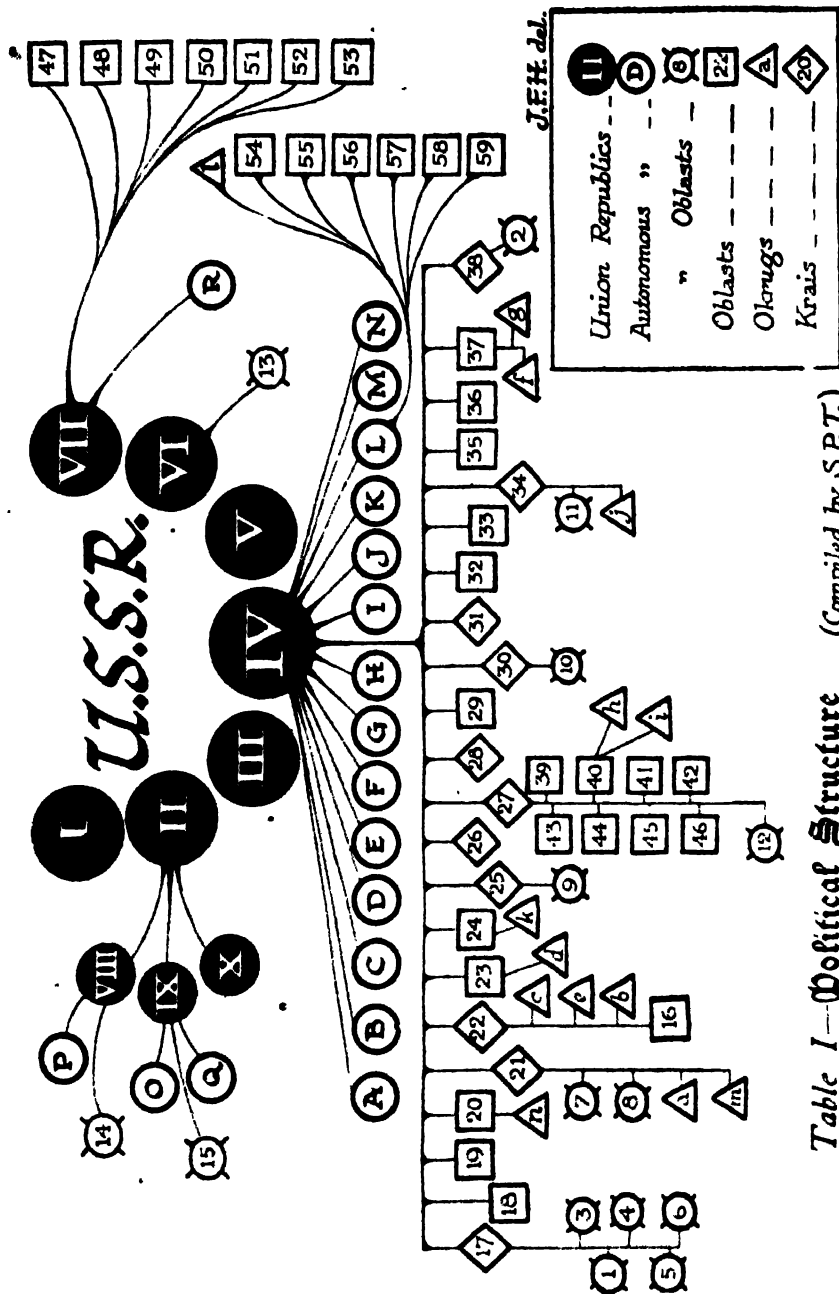 U.S.S.R.
I
II
III
IV
V
VI
VII
VIII
IX
X
P
14
O
Q
15
13
R
47
48
49
50
51
52
53
l
54
55
56
57
58
59
A B C D E F G H I J K L M N
17 18 19 20 21 22 23 24 25 26 27 28 29 30 31 32 33 34 35 36 37 38
1 3
4
5 6
n
7
8
a
m
c
e
b
16
d
k
9
43 39
44 40
45 41
46 42
12
h
i
10
11
j
f g
2
J.F.H. del.
Union Republics -- II
Autonomous " -- D
" Oblasts - 8
Oblasts --- 22
Okrugs ---- a
Krais ---- 20
Table I—Political Structure (Compiled by S.P.T.)